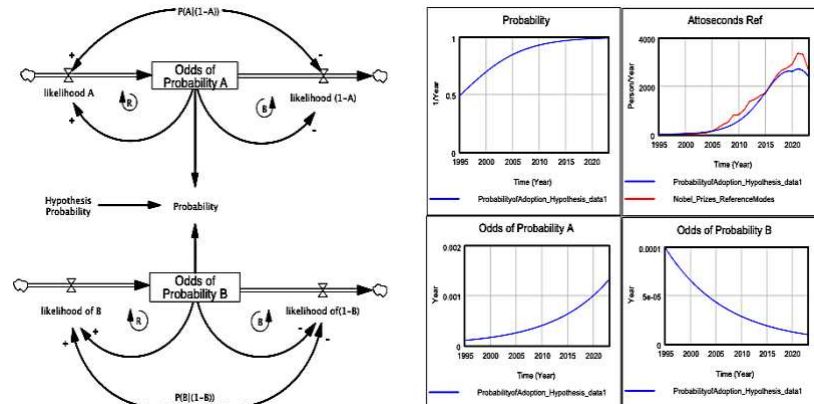 P(A|(1-A))
+
-
Odds of
Probability A
likelihood A
R
B
likelihood (1-A)
+
-
Hypothesis
Probability
Probability
Odds of
Probability B
likelihood of B
R
B
likelihood of(1-B)
+
+
-
-
P(B|(1-B))
Probability
1
0.5
0
1/Year
1995 2000 2005 2010 2015 2020
Time (Year)
ProbabilityofAdoption_Hypothesis_data1
Attoseconds Ref
4000
2000
0
Person/Year
1995 2000 2005 2010 2015 2020
Time (Year)
ProbabilityofAdoption_Hypothesis_data1
Nobel_Prizes_ReferenceModes
Odds of Probability A
0.002
0.001
0
Year
1995 2000 2005 2010 2015 2020
Time (Year)
ProbabilityofAdoption_Hypothesis_data1
Odds of Probability B
0.0001
5e-05
0
Year
1995 2000 2005 2010 2015 2020
Time (Year)
ProbabilityofAdoption_Hypothesis_data1